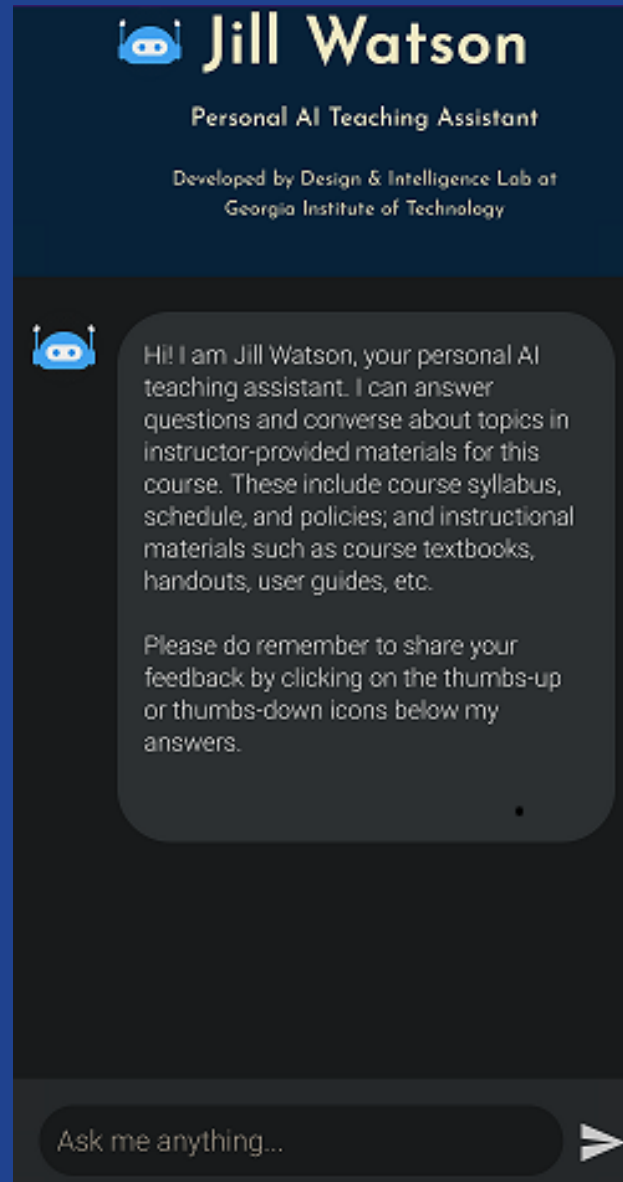 Jill Watson
Personal AI Teaching Assistant
Developed by Design & Intelligence Lab at
Georgia Institute of Technology
Hi! I am Jill Watson, your personal AI
teaching assistant. I can answer
questions and converse about topics in
instructor-provided materials for this
course. These include course syllabus,
schedule, and policies; and instructional
materials such as course textbooks,
handouts, user guides, etc.
Please do remember to share your
feedback by clicking on the thumbs-up
or thumbs-down icons below my
answers.
Ask me anything...